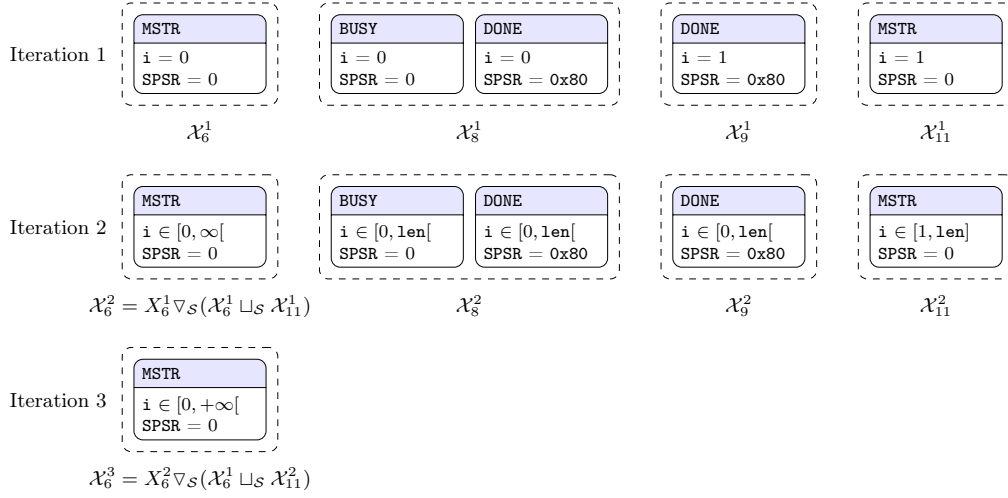 Iteration 1
MSTR
i = 0
SPSR = 0
BUSY
i = 0
SPSR = 0
DONE
i = 0
SPSR = 0x80
DONE
i = 1
SPSR = 0x80
MSTR
i = 1
SPSR = 0
𝒳₆¹
𝒳₈¹
𝒳₉¹
𝒳₁₁¹
Iteration 2
MSTR
i ∈ [0, ∞[
SPSR = 0
BUSY
i ∈ [0, len[
SPSR = 0
DONE
i ∈ [0, len[
SPSR = 0x80
DONE
i ∈ [0, len[
SPSR = 0x80
MSTR
i ∈ [1, len]
SPSR = 0
𝒳₆² = X₆¹ ▽𝒮 (𝒳₆¹ ⊔𝒮 𝒳₁₁¹)
𝒳₈²
𝒳₉²
𝒳₁₁²
Iteration 3
MSTR
i ∈ [0, +∞[
SPSR = 0
𝒳₆³ = X₆² ▽𝒮 (𝒳₆¹ ⊔𝒮 𝒳₁₁²)